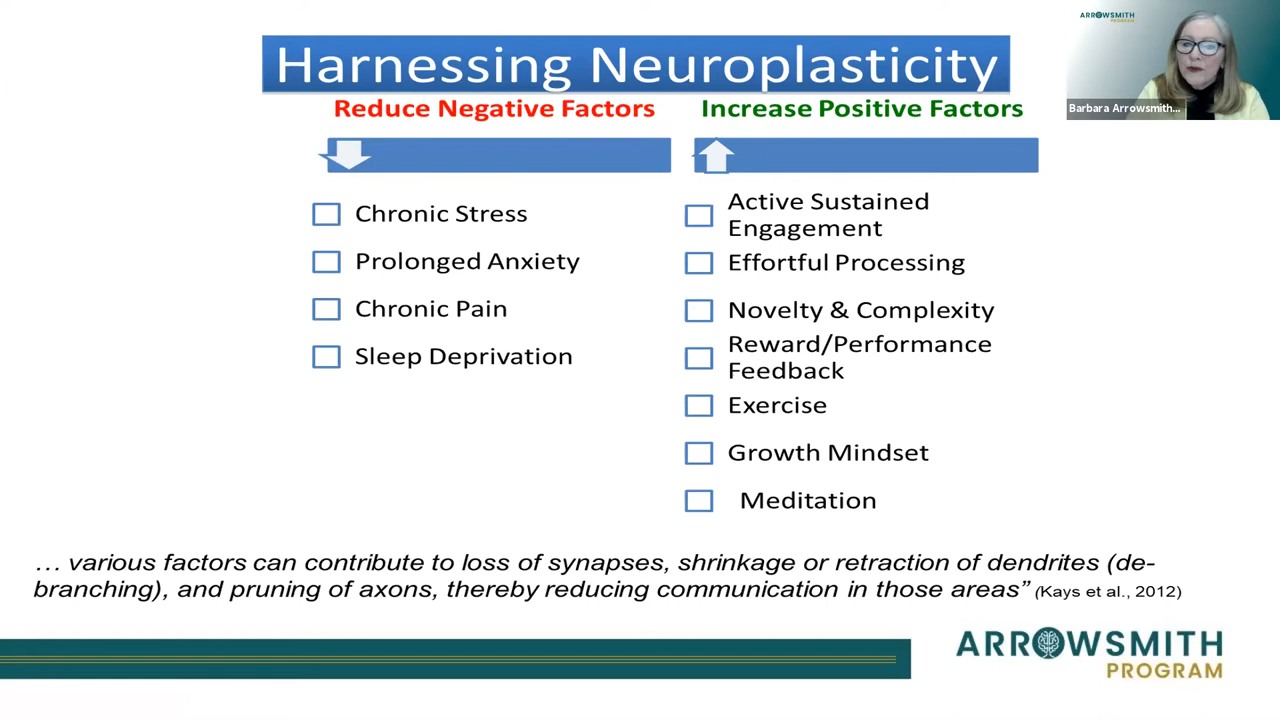 Harnessing Neuroplasticity
ARROWSMITH
PROGRAM
Barbara Arrowsmith...
Reduce Negative Factors
Increase Positive Factors
Chronic Stress
Prolonged Anxiety
Chronic Pain
Sleep Deprivation
Active Sustained
Engagement
Effortful Processing
Novelty & Complexity
Reward/Performance
Feedback
Exercise
Growth Mindset
Meditation
… various factors can contribute to loss of synapses, shrinkage or retraction of dendrites (de-
branching), and pruning of axons, thereby reducing communication in those areas” (Kays et al., 2012)
ARROWSMITH
PROGRAM